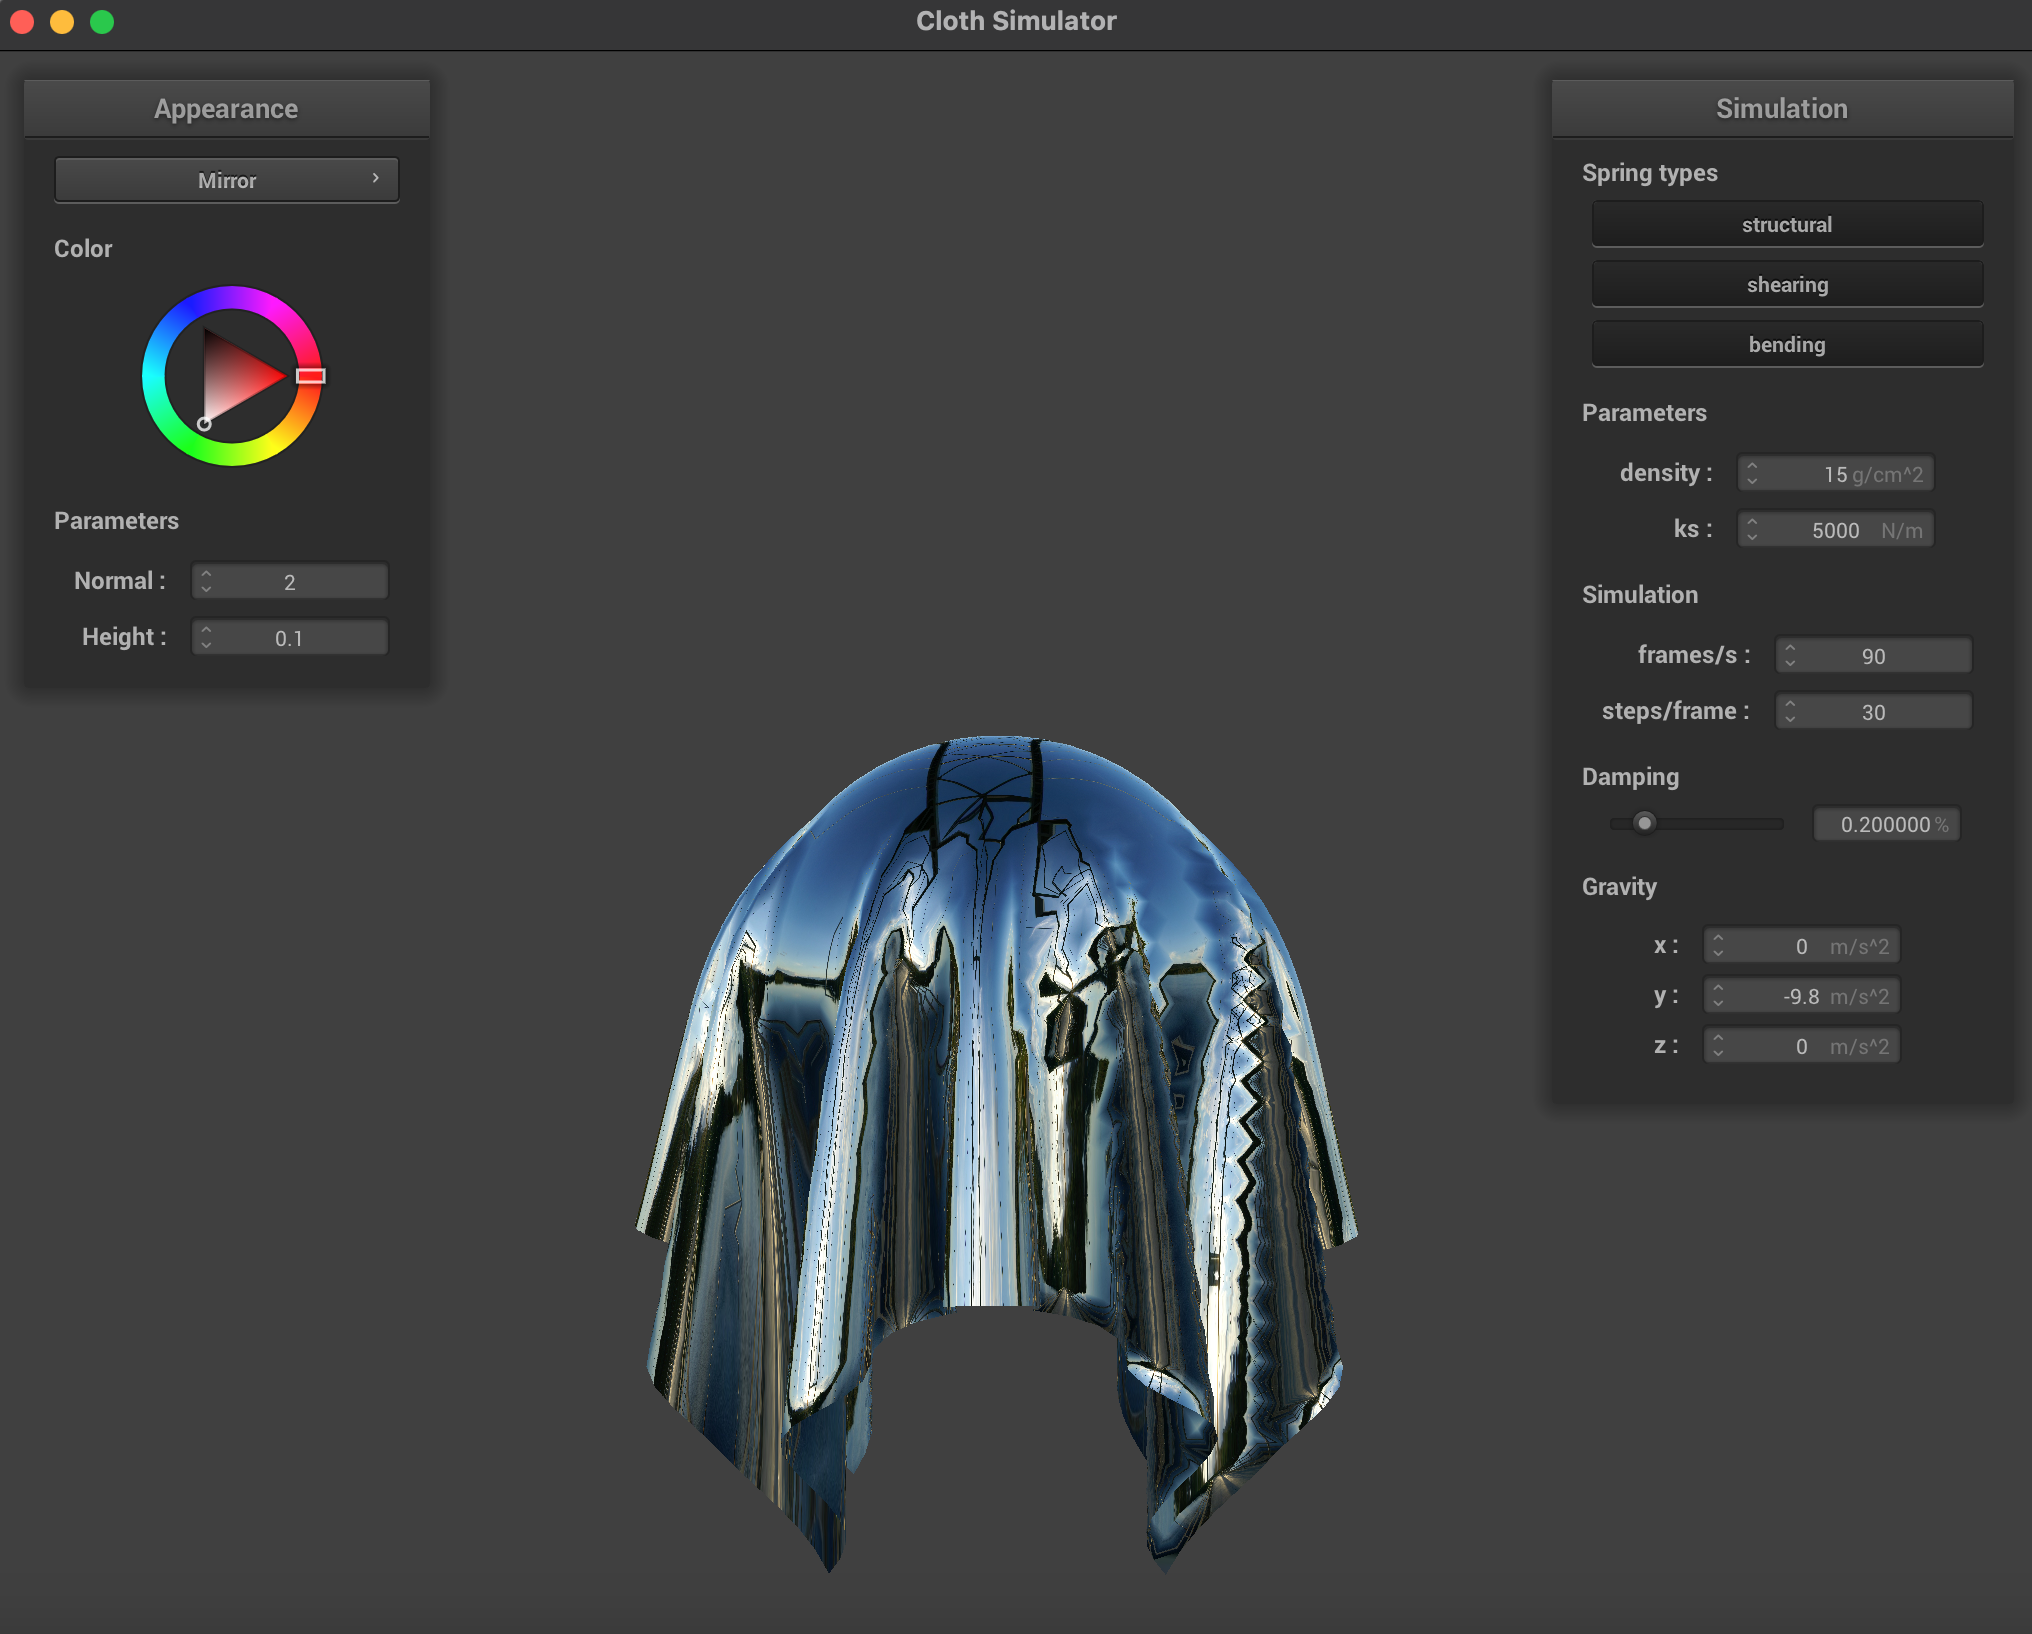 Cloth Simulator
Appearance
Mirror
Color
Parameters
Normal : 2
Height : 0.1
Simulation
Spring types
structural
shearing
bending
Parameters
density : 15 g/cm^2
ks : 5000 N/m
Simulation
frames/s : 90
steps/frame : 30
Damping
0.200000 %
Gravity
x : 0 m/s^2
y : -9.8 m/s^2
z : 0 m/s^2